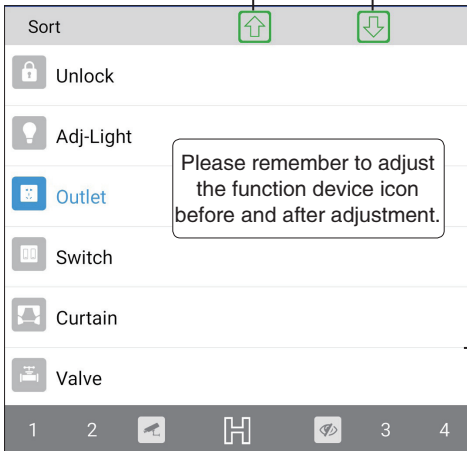 Sort
Unlock
Adj-Light
Please remember to adjust
the function device icon
before and after adjustment.
Outlet
Switch
Curtain
Valve
1 2 H 3 4